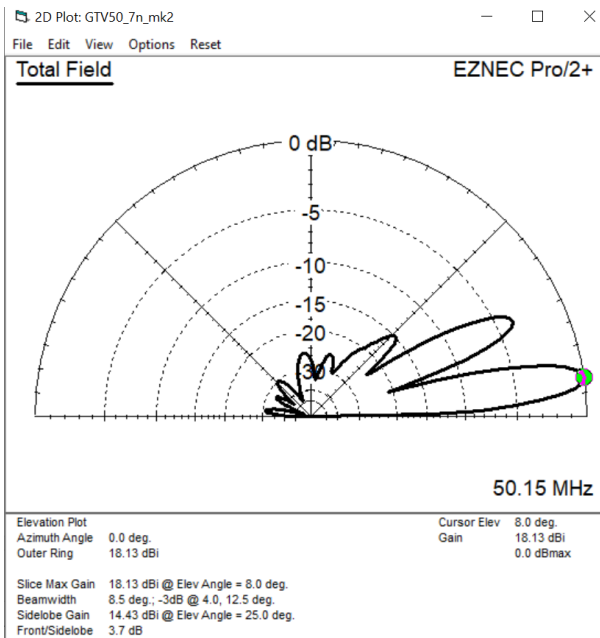 2D Plot: GTV50_7n_mk2
File Edit View Options Reset
Total Field EZNEC Pro/2+
0 dB
-5
-10
-15
-20
30
50.15 MHz
Elevation Plot Cursor Elev 8.0 deg.
Azimuth Angle 0.0 deg. Gain 18.13 dBi
Outer Ring 18.13 dBi 0.0 dBmax
Slice Max Gain 18.13 dBi @ Elev Angle = 8.0 deg.
Beamwidth 8.5 deg.; -3dB @ 4.0, 12.5 deg.
Sidelobe Gain 14.43 dBi @ Elev Angle = 25.0 deg.
Front/Sidelobe 3.7 dB